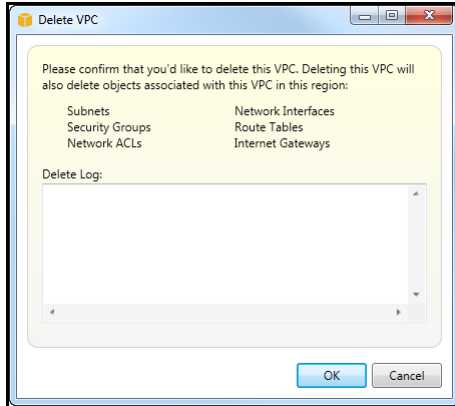 Delete VPC
Please confirm that you'd like to delete this VPC. Deleting this VPC will
also delete objects associated with this VPC in this region:
Subnets Network Interfaces
Security Groups Route Tables
Network ACLs Internet Gateways
Delete Log:
OK Cancel